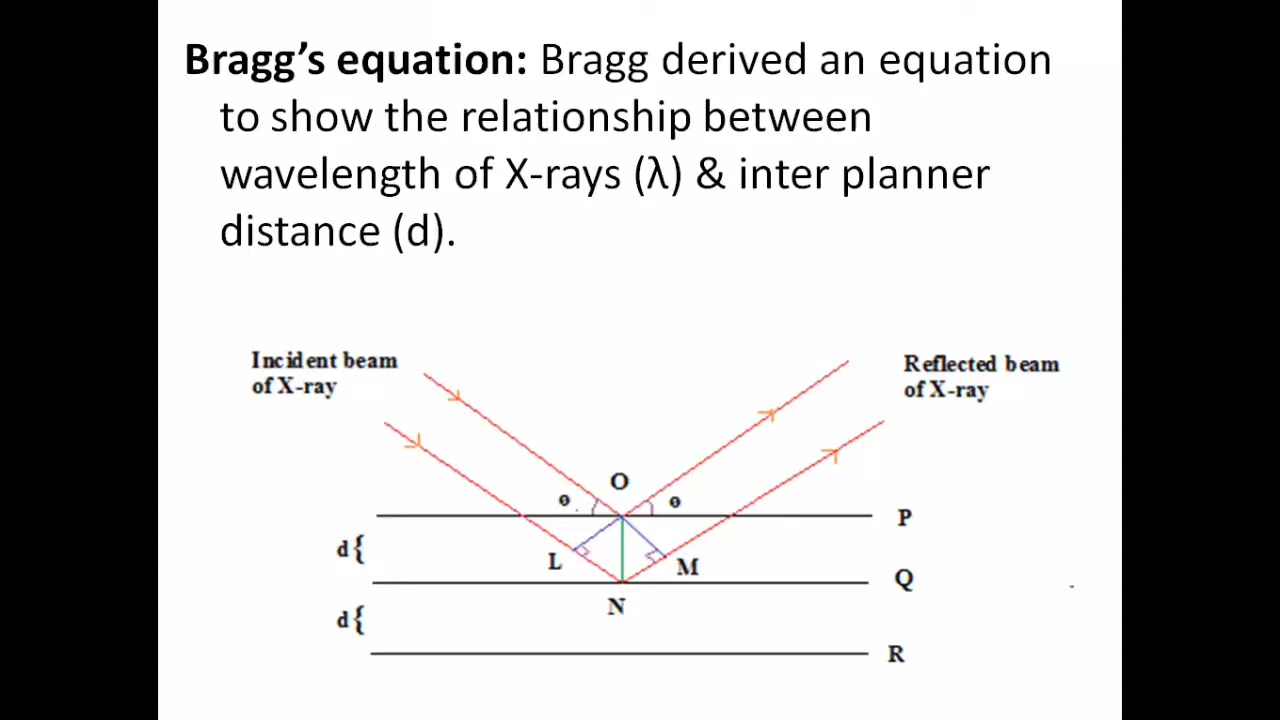 Bragg’s equation: Bragg derived an equation
to show the relationship between
wavelength of X-rays (λ) & inter planner
distance (d).
Incident beam
of X-ray
Reflected beam
of X-ray
O
θ
θ
P
d{
L
M
Q
N
d{
R